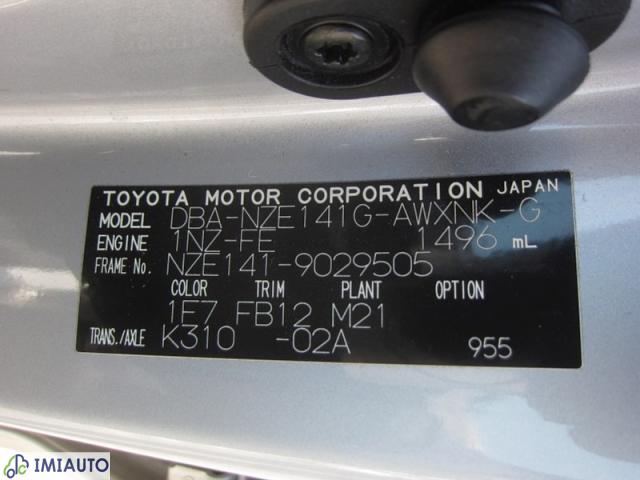 TOYOTA MOTOR CORPORATION JAPAN
MODEL DBA-NZE141G-AWXNK-G
ENGINE 1NZ-FE 1496 mL
FRAME No. NZE141-9029505
COLOR TRIM PLANT OPTION
1E7 FB12 M21
TRANS./AXLE K310 -02A 955
IMIAUTO